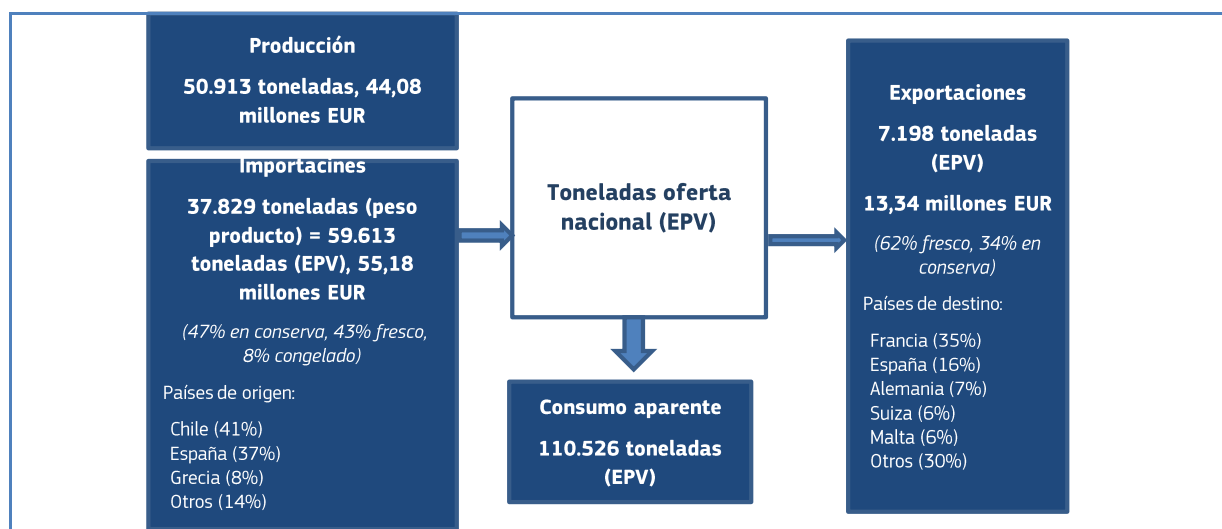 Producción
50.913 toneladas, 44,08
millones EUR
Importacines
37.829 toneladas (peso
producto) = 59.613
toneladas (EPV), 55,18
millones EUR
(47% en conserva, 43% fresco,
8% congelado)
Países de origen:
Chile (41%)
España (37%)
Grecia (8%)
Otros (14%)
Toneladas oferta
nacional (EPV)
Consumo aparente
110.526 toneladas
(EPV)
Exportaciones
7.198 toneladas
(EPV)
13,34 millones EUR
(62% fresco, 34% en
conserva)
Países de destino:
Francia (35%)
España (16%)
Alemania (7%)
Suiza (6%)
Malta (6%)
Otros (30%)